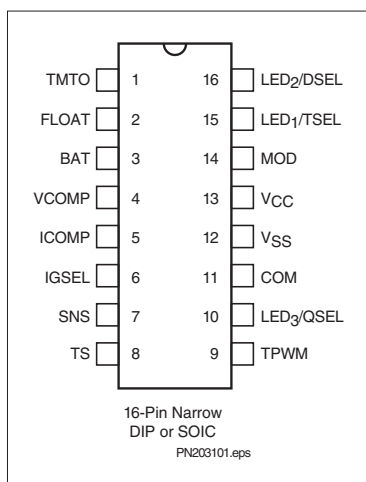 TMTO 1 16 LED2/DSEL
FLOAT 2 15 LED1/TSEL
BAT 3 14 MOD
VCOMP 4 13 VCC
ICOMP 5 12 VSS
IGSEL 6 11 COM
SNS 7 10 LED3/QSEL
TS 8 9 TPWM
16-Pin Narrow
DIP or SOIC
PN203101.eps